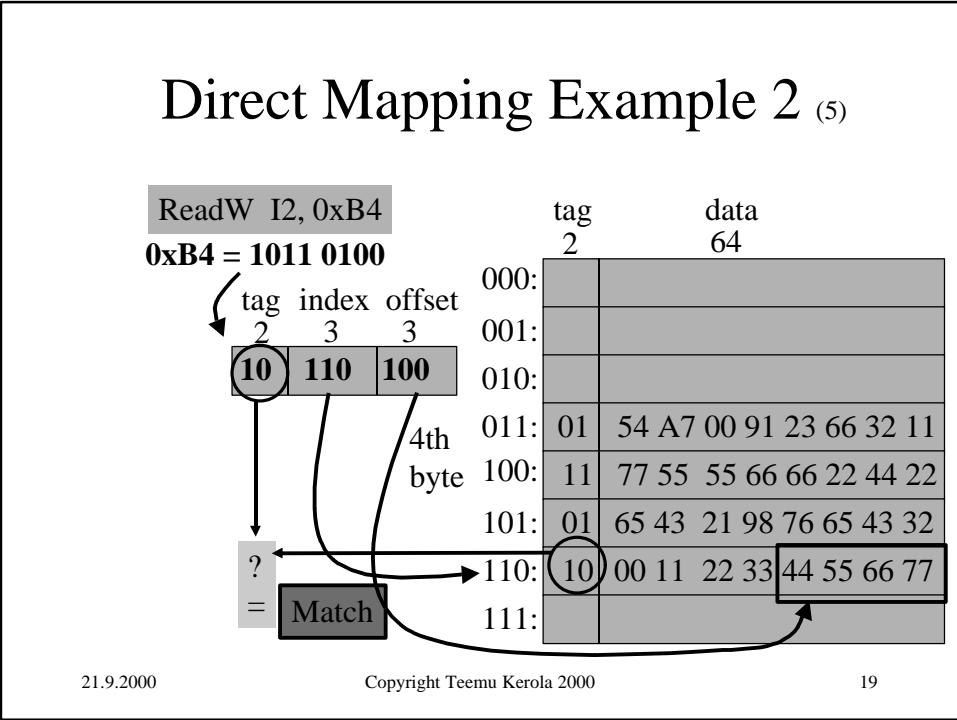 Direct Mapping Example 2 (5)
ReadW I2, 0xB4
0xB4 = 1011 0100
tag index offset
2 3 3
10 110 100
4th
byte
?
=
Match
tag data
2 64
000:
001:
010:
011: 01 54 A7 00 91 23 66 32 11
100: 11 77 55 55 66 66 22 44 22
101: 01 65 43 21 98 76 65 43 32
110: 10 00 11 22 33 44 55 66 77
111:
21.9.2000 Copyright Teemu Kerola 2000 19